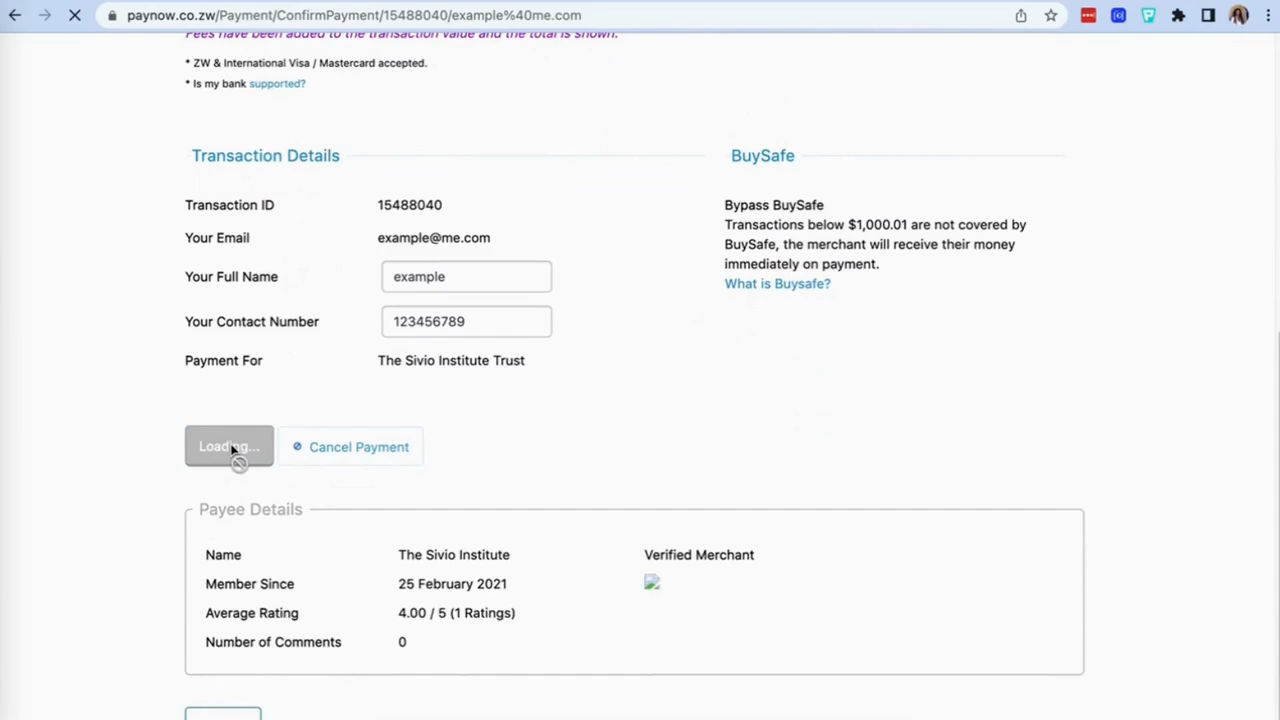 paynow.co.zw/Payment/ConfirmPayment/15488040/example%40me.com
Fees have been added to the transaction value and the total is shown.
* ZW & International Visa / Mastercard accepted.
* Is my bank supported?
Transaction Details
Transaction ID 15488040
Your Email example@me.com
Your Full Name example
Your Contact Number 123456789
Payment For The Sivio Institute Trust
BuySafe
Bypass BuySafe
Transactions below $1,000.01 are not covered by
BuySafe, the merchant will receive their money
immediately on payment.
What is Buysafe?
Loading... Cancel Payment
Payee Details
Name The Sivio Institute Verified Merchant
Member Since 25 February 2021
Average Rating 4.00 / 5 (1 Ratings)
Number of Comments 0